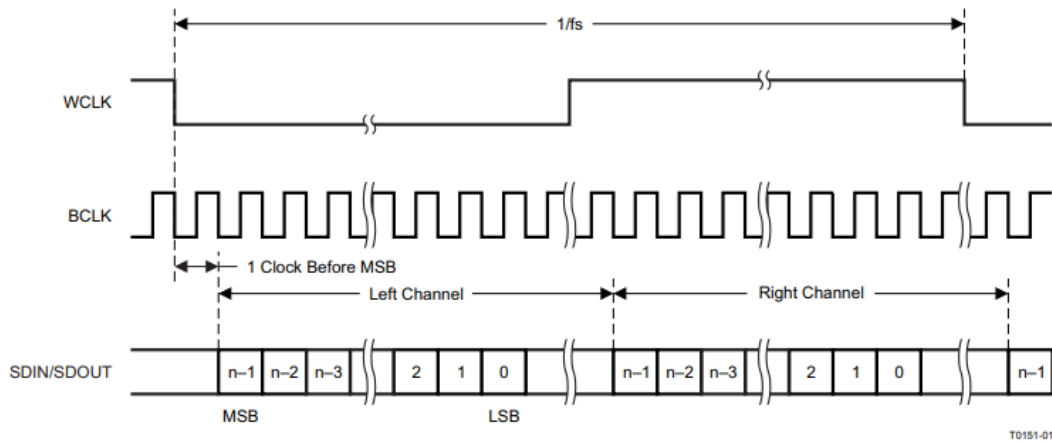 1/fs
WCLK
BCLK
1 Clock Before MSB
Left Channel
Right Channel
SDIN/SDOUT
n–1 n–2 n–3 2 1 0 n–1 n–2 n–3 2 1 0 n–1
MSB LSB
T0151-01